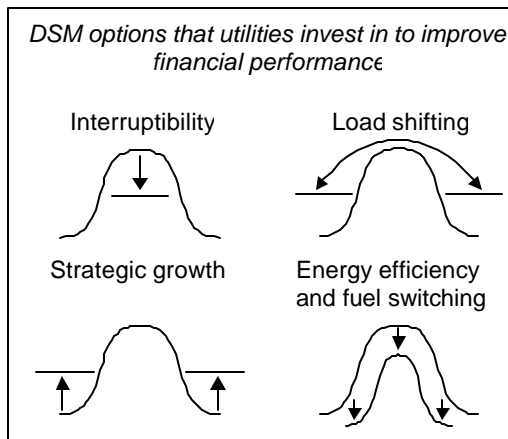 DSM options that utilities invest in to improve
financial performance
Interruptibility
Load shifting
Strategic growth
Energy efficiency
and fuel switching